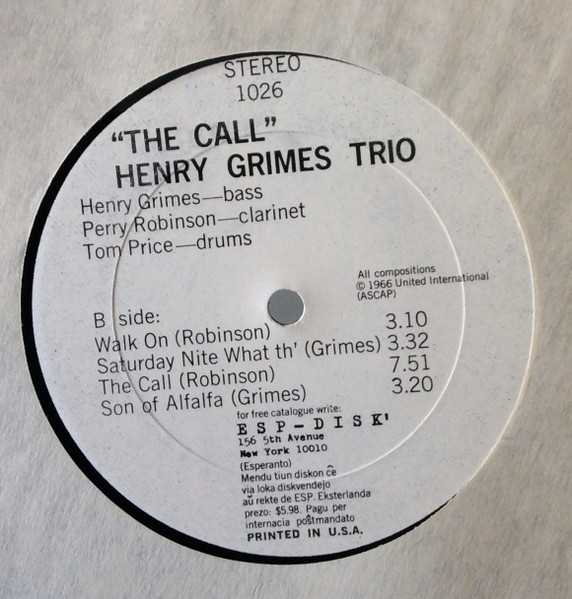 STEREO
1026
“THE CALL”
HENRY GRIMES TRIO
Henry Grimes—bass
Perry Robinson—clarinet
Tom Price—drums
All compositions
© 1966 United International
(ASCAP)
B side:
Walk On (Robinson) 3.10
Saturday Nite What th' (Grimes) 3.32
The Call (Robinson) 7.51
Son of Alfalfa (Grimes) 3.20
for free catalogue write:
ESP-DISK'
156 5th Avenue
New York 10010
(Esperanto)
Mendu tiun diskon ĉe
via loka diskvendejo
aŭ rekte de ESP. Eksterlanda
prezo: $5.98. Pagu per
internacia poŝtmandato
PRINTED IN U.S.A.